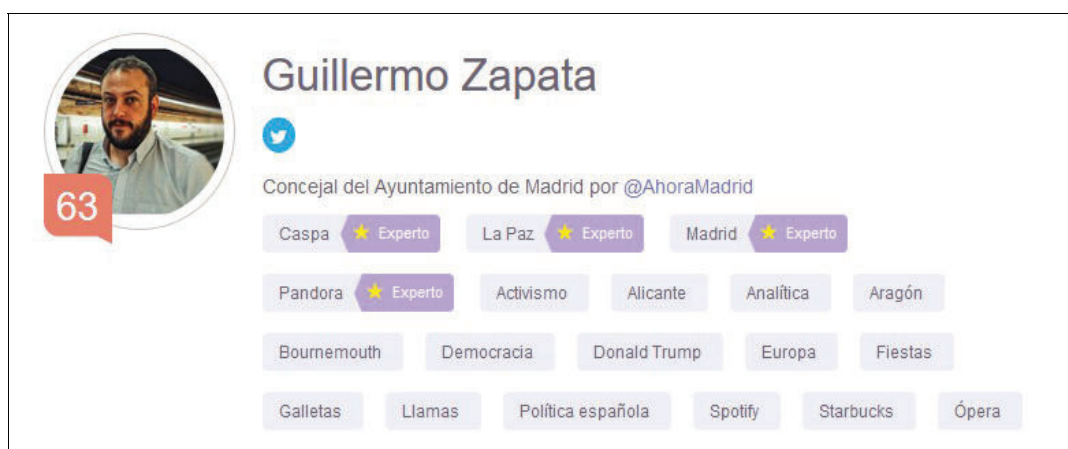 Guillermo Zapata
Concejal del Ayuntamiento de Madrid por @AhoraMadrid
63
Caspa Experto La Paz Experto Madrid Experto
Pandora Experto Activismo Alicante Analítica Aragón
Bournemouth Democracia Donald Trump Europa Fiestas
Galletas Llamas Política española Spotify Starbucks Ópera